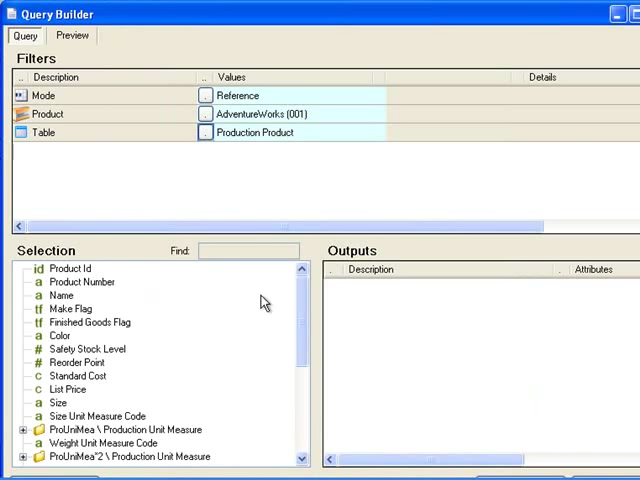 Query Builder
Query Preview
Filters
.. Description .. Values Details
Mode . Reference
Product . AdventureWorks (001)
Table . Production Product
Selection Find: Outputs
. Description . Attributes
id Product Id
a Product Number
a Name
tf Make Flag
tf Finished Goods Flag
a Color
# Safety Stock Level
# Reorder Point
c Standard Cost
c List Price
a Size
a Size Unit Measure Code
ProUniMea \ Production Unit Measure
a Weight Unit Measure Code
ProUniMea*2 \ Production Unit Measure